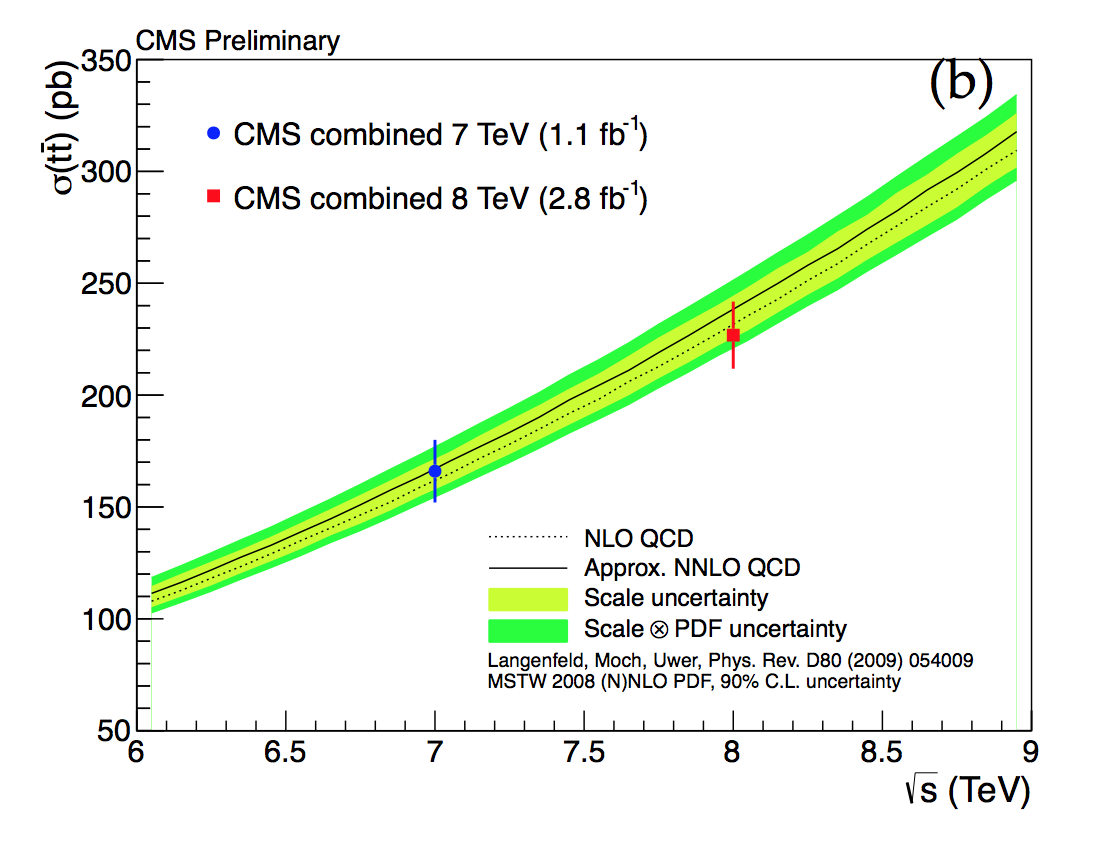 CMS Preliminary
(b)
σ(tt̄) (pb)
350
300
250
200
150
100
50
CMS combined 7 TeV (1.1 fb⁻¹)
CMS combined 8 TeV (2.8 fb⁻¹)
NLO QCD
Approx. NNLO QCD
Scale uncertainty
Scale ⊗ PDF uncertainty
Langenfeld, Moch, Uwer, Phys. Rev. D80 (2009) 054009
MSTW 2008 (N)NLO PDF, 90% C.L. uncertainty
6 6.5 7 7.5 8 8.5 9
√s (TeV)